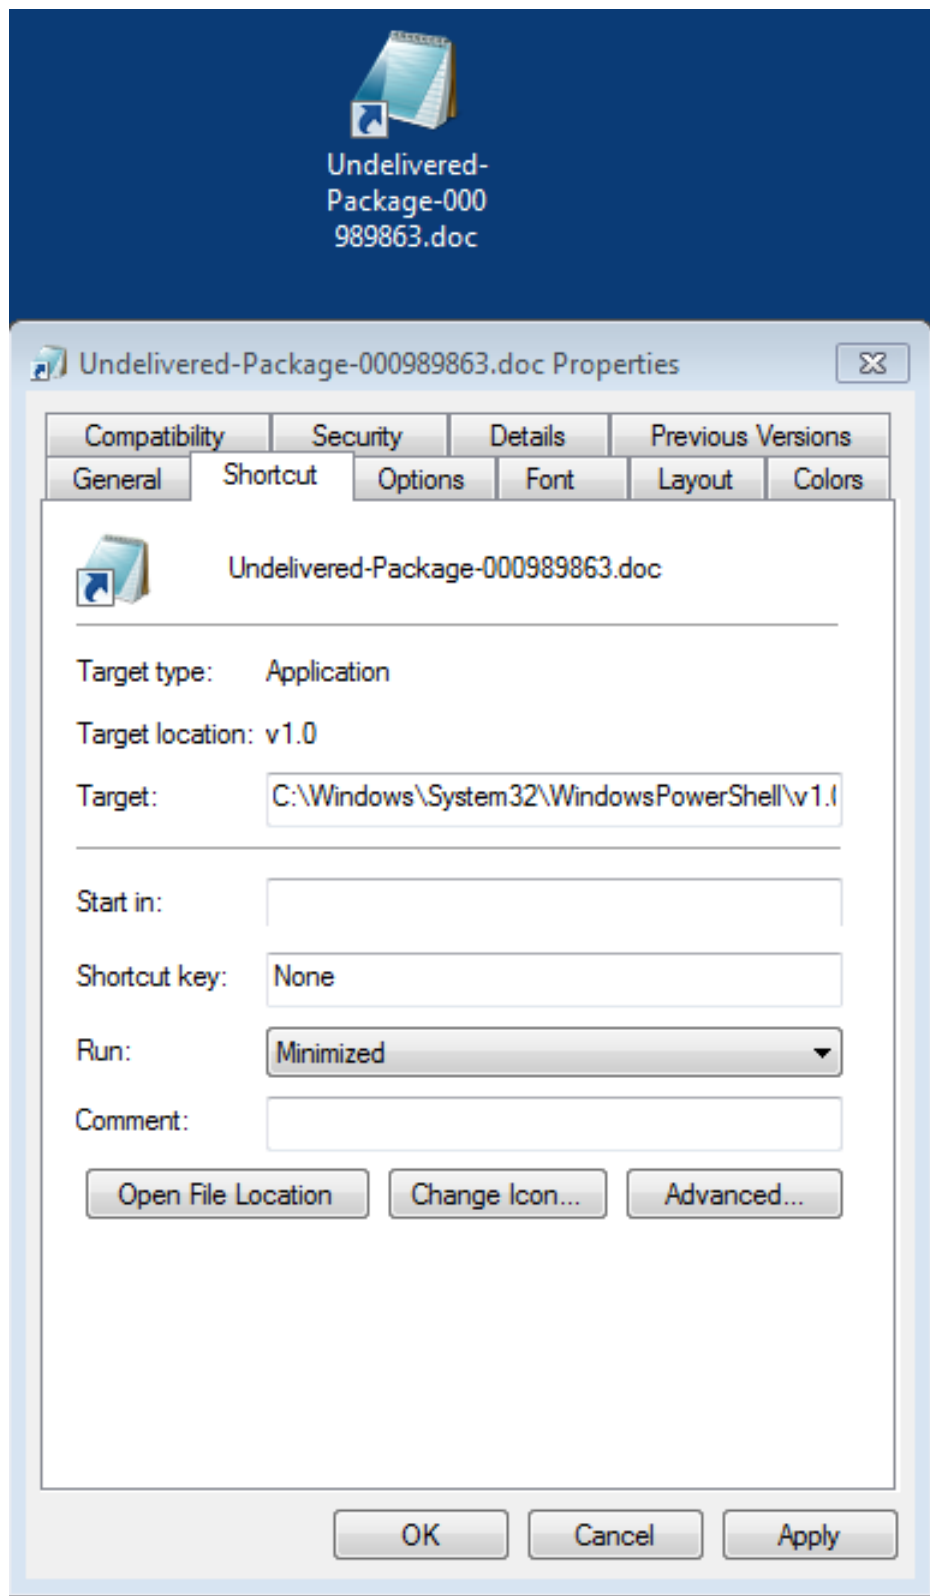 Undelivered-
Package-000
989863.doc
Undelivered-Package-000989863.doc Properties
Compatibility Security Details Previous Versions
General Shortcut Options Font Layout Colors
Undelivered-Package-000989863.doc
Target type: Application
Target location: v1.0
Target: C:\Windows\System32\WindowsPowerShell\v1.(
Start in:
Shortcut key: None
Run: Minimized
Comment:
Open File Location Change Icon... Advanced...
OK Cancel Apply